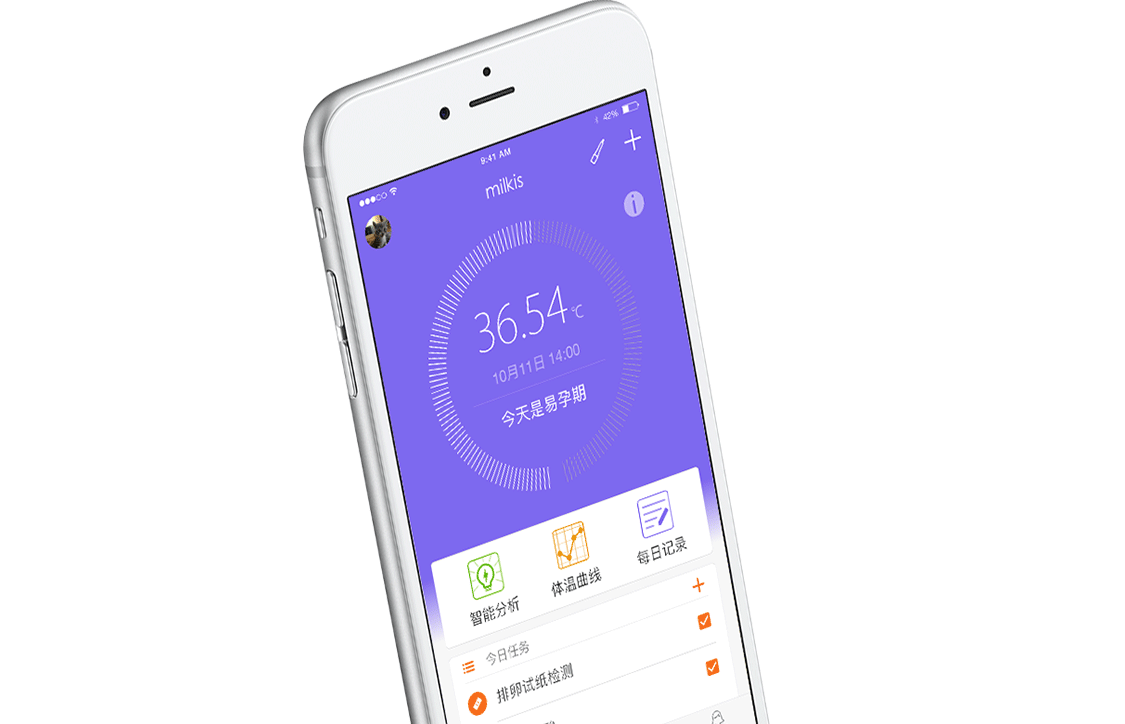 42%
9:41 AM
milkis
36.54℃
10月11日 14:00
今天是易孕期
智能分析
体温曲线
每日记录
今日任务
排卵试纸检测